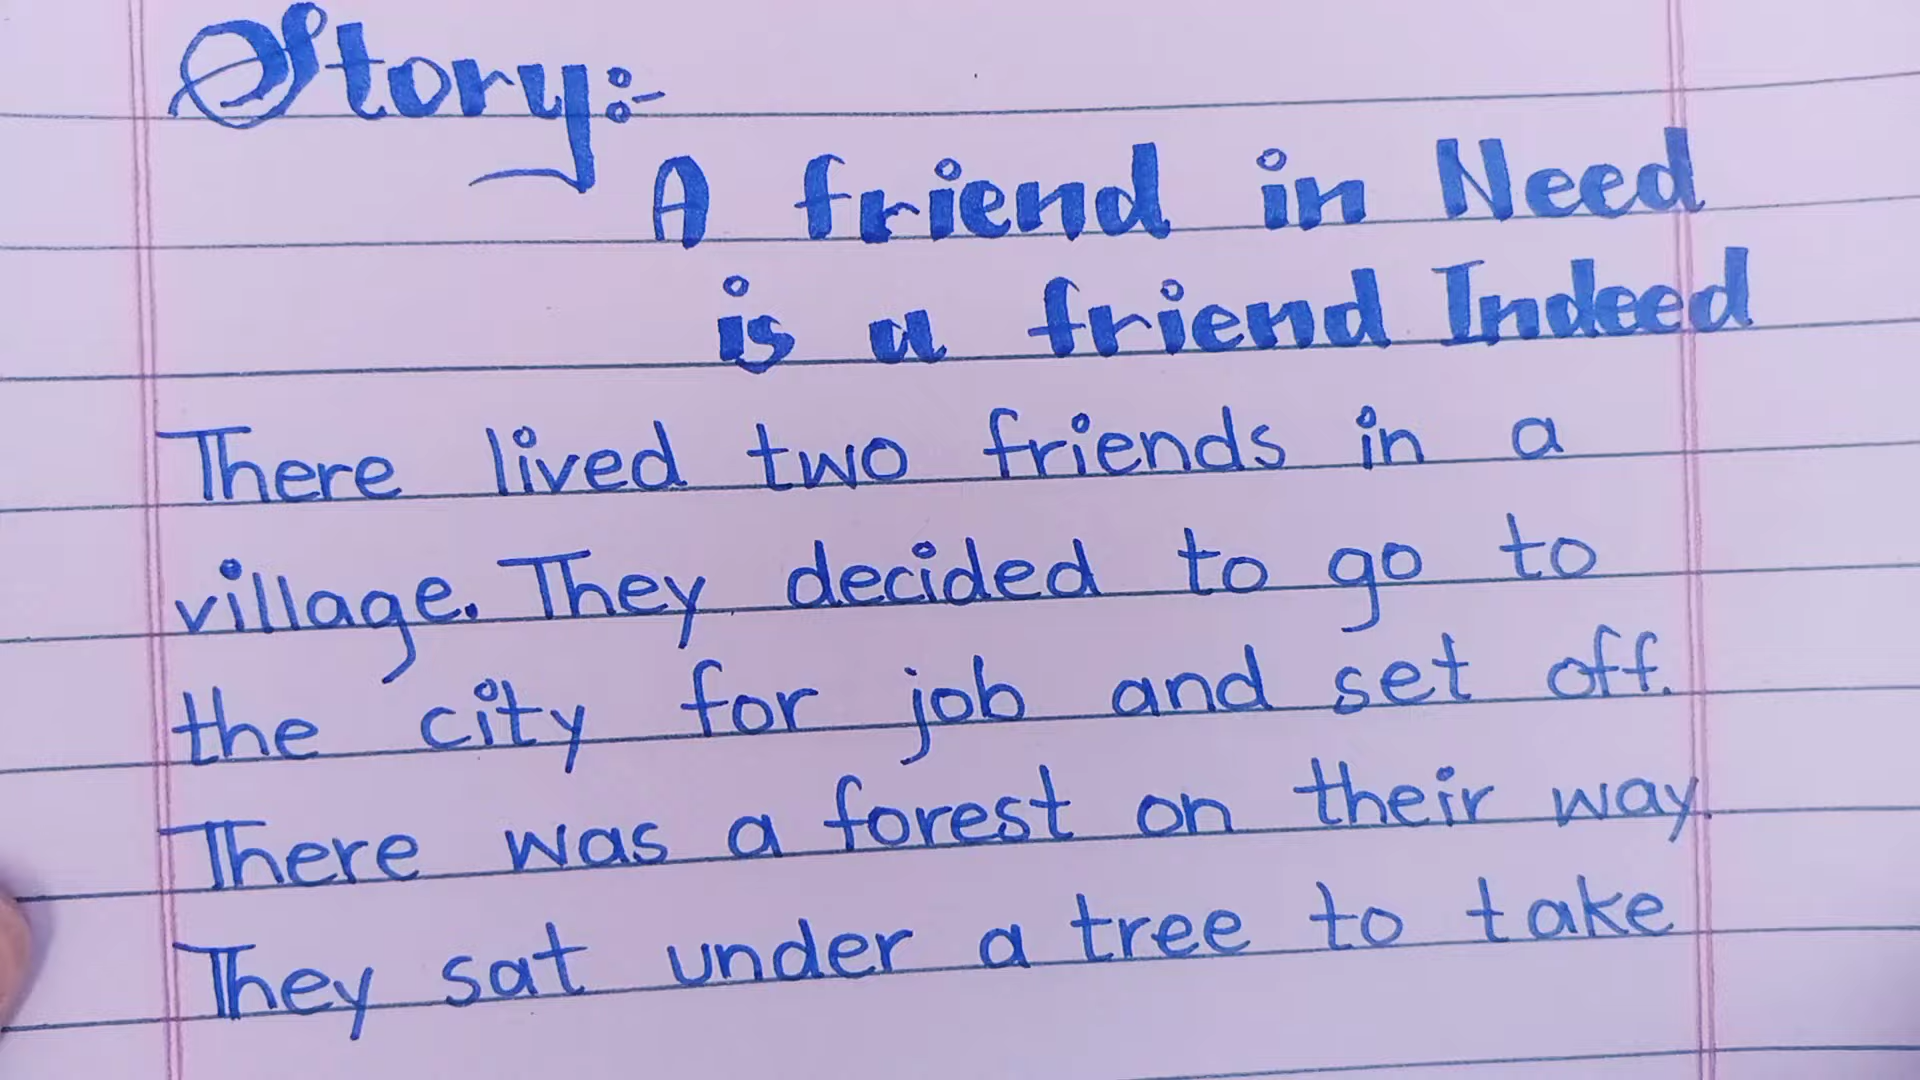 Story:-
A friend in Need
is a friend Indeed
There lived two friends in a
village. They decided to go to
the city for job and set off.
There was a forest on their way.
They sat under a tree to take